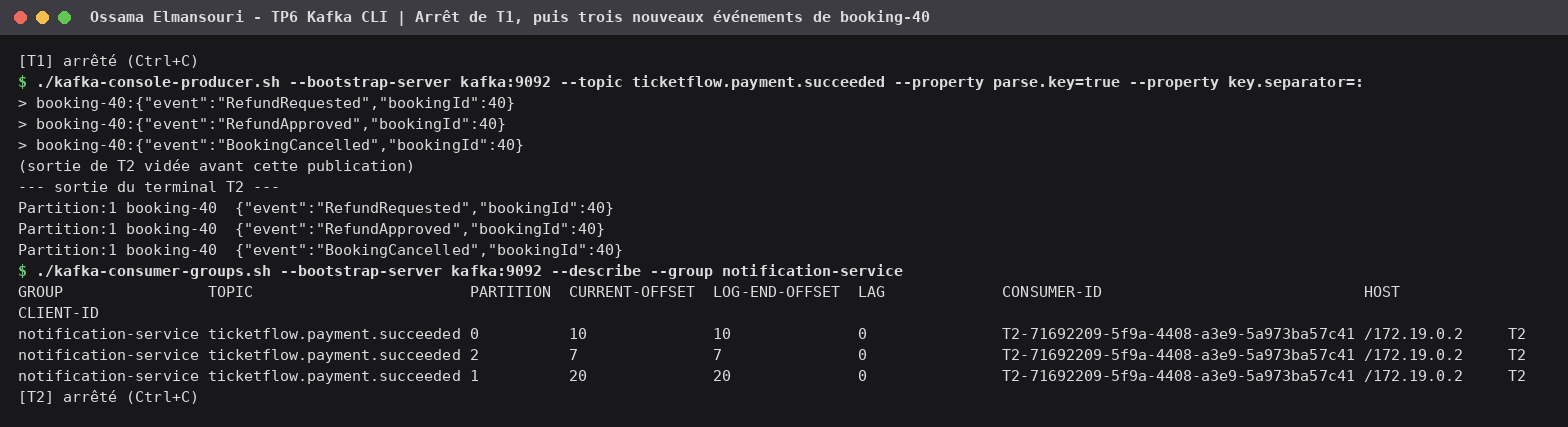 Ossama Elmansouri - TP6 Kafka CLI | Arrêt de T1, puis trois nouveaux événements de booking-40
[T1] arrêté (Ctrl+C)
$ ./kafka-console-producer.sh --bootstrap-server kafka:9092 --topic ticketflow.payment.succeeded --property parse.key=true --property key.separator=:
> booking-40:{"event":"RefundRequested","bookingId":40}
> booking-40:{"event":"RefundApproved","bookingId":40}
> booking-40:{"event":"BookingCancelled","bookingId":40}
(sortie de T2 vidée avant cette publication)
--- sortie du terminal T2 ---
Partition:1 booking-40  {"event":"RefundRequested","bookingId":40}
Partition:1 booking-40  {"event":"RefundApproved","bookingId":40}
Partition:1 booking-40  {"event":"BookingCancelled","bookingId":40}
$ ./kafka-consumer-groups.sh --bootstrap-server kafka:9092 --describe --group notification-service
GROUP                TOPIC                        PARTITION  CURRENT-OFFSET  LOG-END-OFFSET  LAG             CONSUMER-ID                             HOST
CLIENT-ID
notification-service ticketflow.payment.succeeded 0          10              10              0               T2-71692209-5f9a-4408-a3e9-5a973ba57c41 /172.19.0.2     T2
notification-service ticketflow.payment.succeeded 2          7               7               0               T2-71692209-5f9a-4408-a3e9-5a973ba57c41 /172.19.0.2     T2
notification-service ticketflow.payment.succeeded 1          20              20              0               T2-71692209-5f9a-4408-a3e9-5a973ba57c41 /172.19.0.2     T2
[T2] arrêté (Ctrl+C)